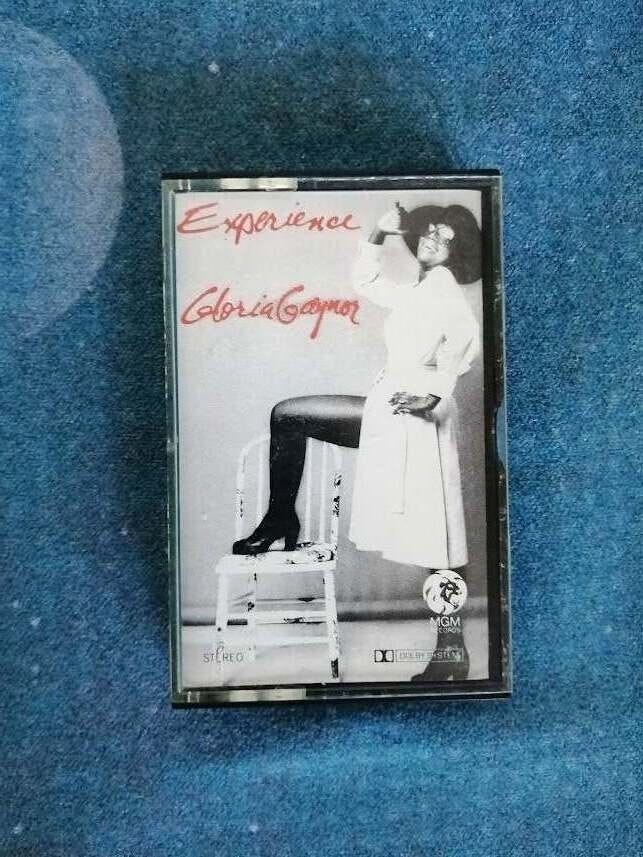 Experience
Gloria Gaynor
MGM
RECORDS
STEREO
DOLBY SYSTEM